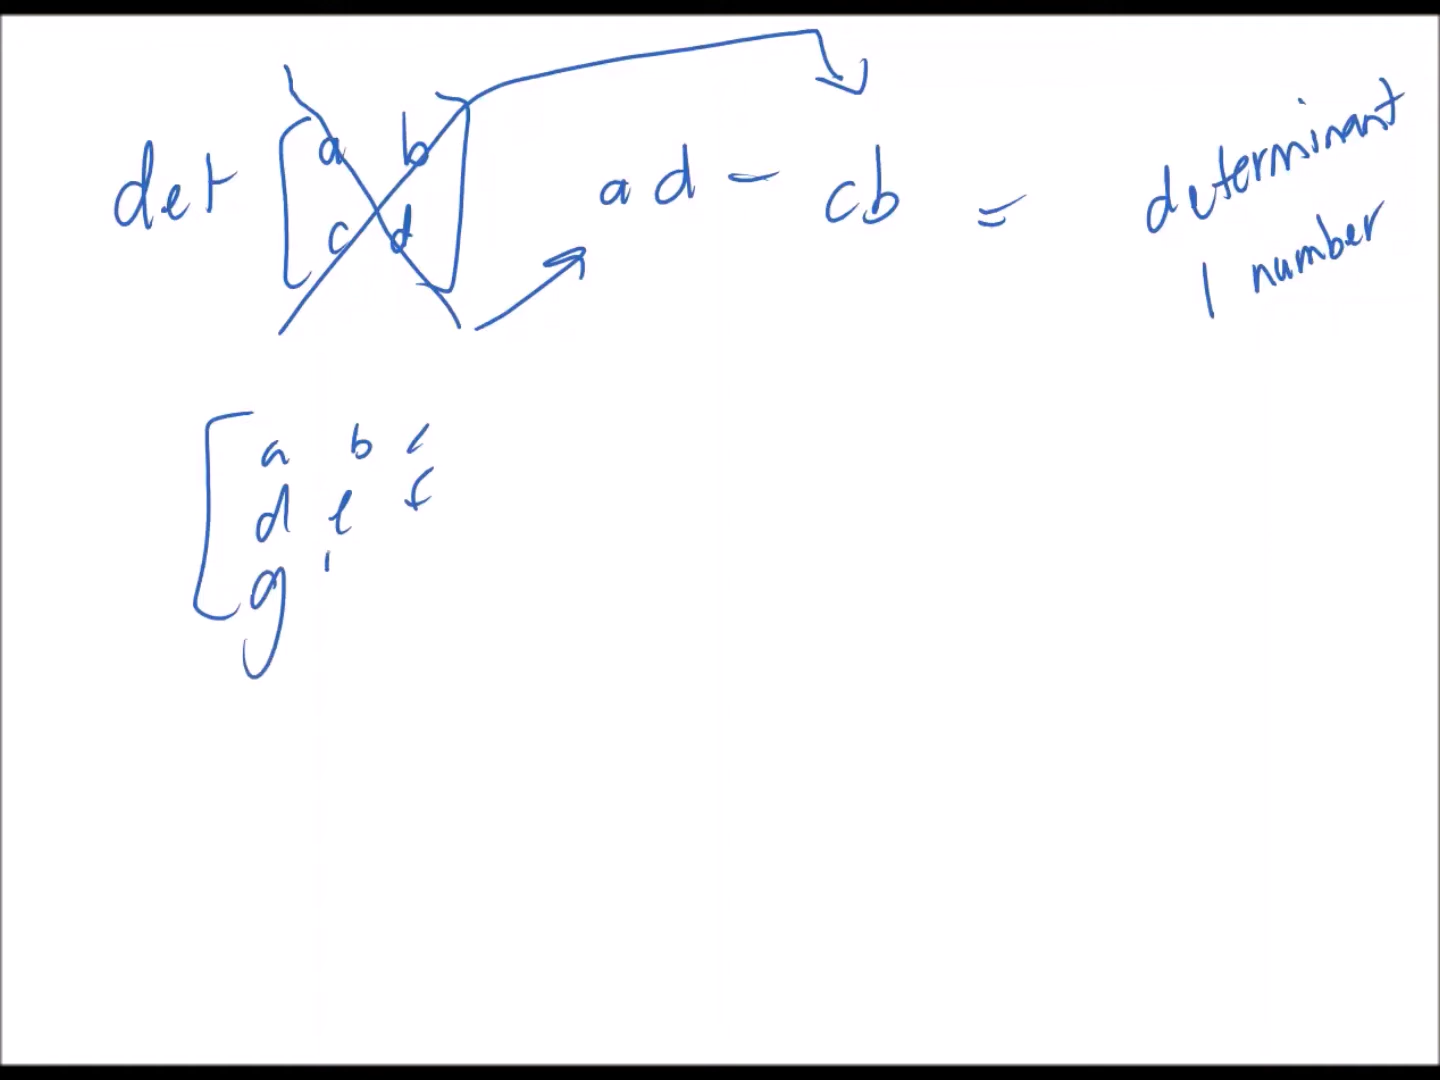 det [a b ad - cb = determinant
c d] 1 number
[a b c
d e f
g